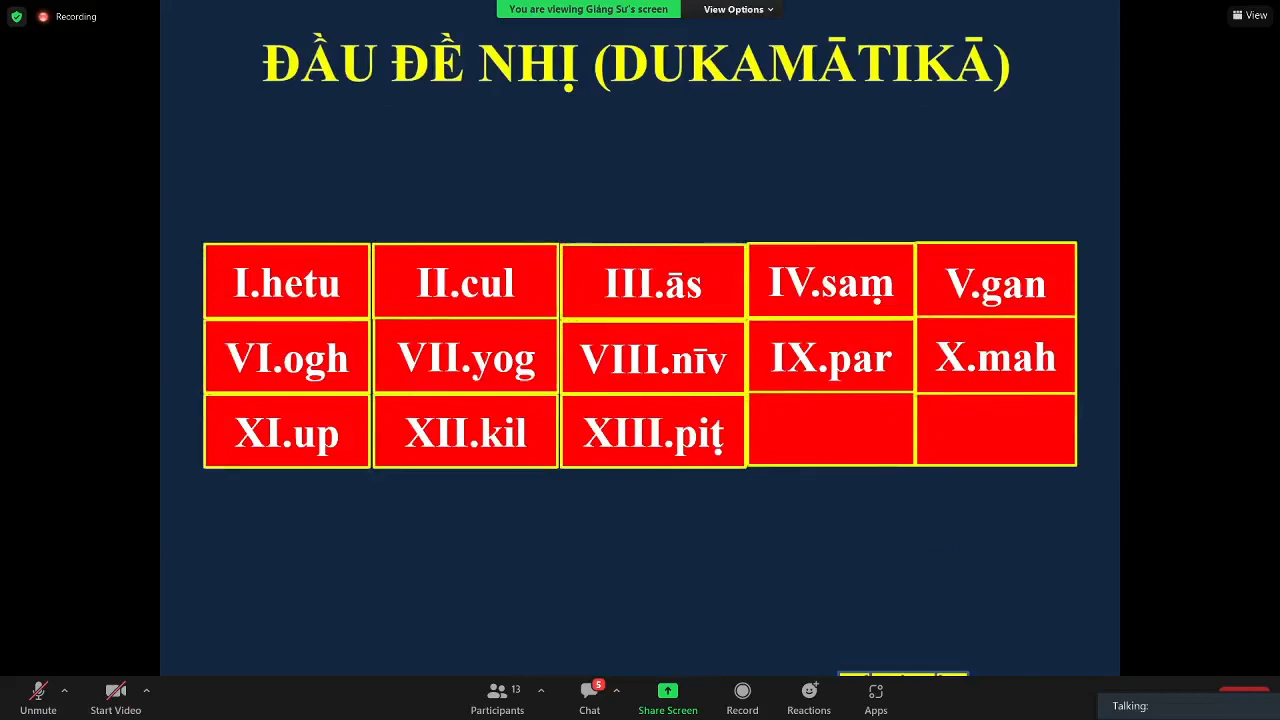 You are viewing Giảng Sư's screen
View Options
Recording
View
ĐẦU ĐỀ NHỊ (DUKAMĀTIKĀ)
I.hetu II.cul III.ās IV.saṃ V.gan
VI.ogh VII.yog VIII.nīv IX.par X.mah
XI.up XII.kil XIII.piṭ
Unmute
Start Video
Participants 13
Chat 5
Share Screen
Record
Reactions
Apps
Talking: